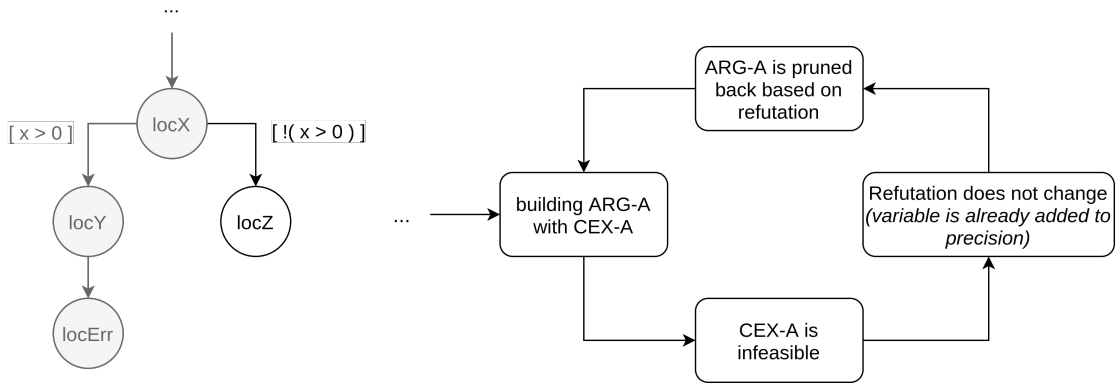 ...
locX
[ x > 0 ]
[ !( x > 0 ) ]
locY
locZ
locErr
...
building ARG-A
with CEX-A
ARG-A is pruned
back based on
refutation
Refutation does not change
(variable is already added to
precision)
CEX-A is
infeasible